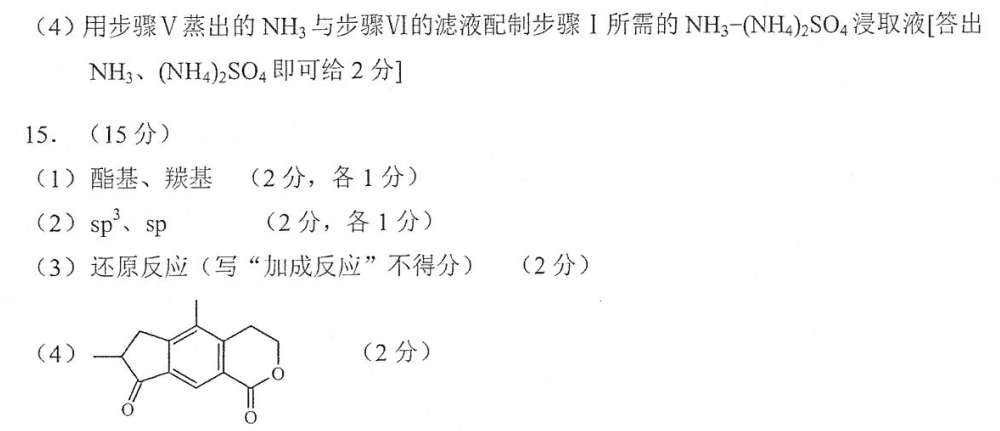 (4) 用步骤Ⅴ蒸出的 NH₃ 与步骤Ⅵ的滤液配制步骤Ⅰ所需的 NH₃–(NH₄)₂SO₄ 浸取液[答出
NH₃、(NH₄)₂SO₄ 即可给 2 分]
15. (15 分)
(1) 酯基、羰基 (2 分，各 1 分)
(2) sp³、sp (2 分，各 1 分)
(3) 还原反应（写“加成反应”不得分） (2 分)
(4) (2 分)
O
O
O